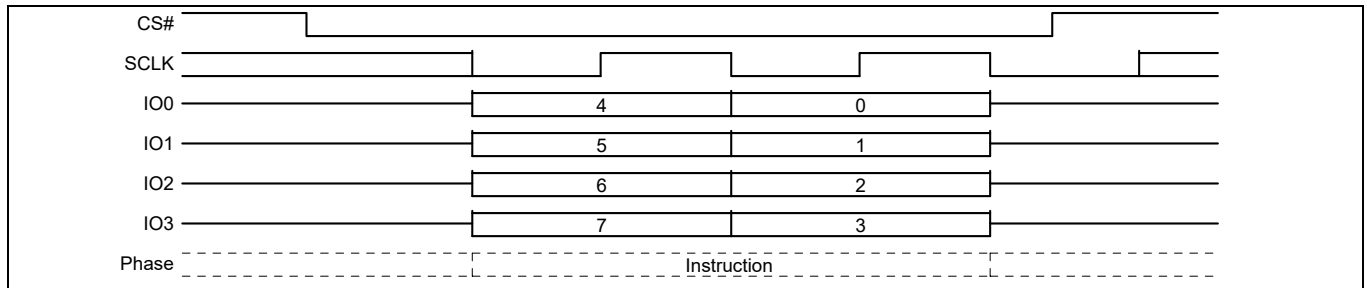 CS#
SCLK
IO0 4 0
IO1 5 1
IO2 6 2
IO3 7 3
Phase Instruction